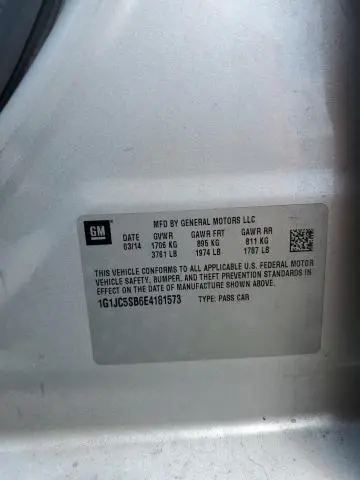 MFD BY GENERAL MOTORS LLC
GM
DATE GVWR GAWR FRT GAWR RR
03/14 1706 KG 895 KG 811 KG
3761 LB 1974 LB 1787 LB
THIS VEHICLE CONFORMS TO ALL APPLICABLE U.S. FEDERAL MOTOR
VEHICLE SAFETY, BUMPER, AND THEFT PREVENTION STANDARDS
IN EFFECT ON THE DATE OF MANUFACTURE SHOWN ABOVE.
1G1JC5SB6E4181573 TYPE: PASS CAR